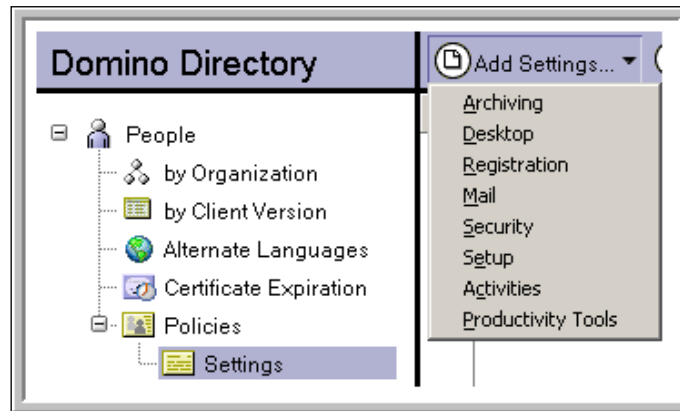 Domino Directory
Add Settings...
People
by Organization
by Client Version
Alternate Languages
Certificate Expiration
Policies
Settings
Archiving
Desktop
Registration
Mail
Security
Setup
Activities
Productivity Tools